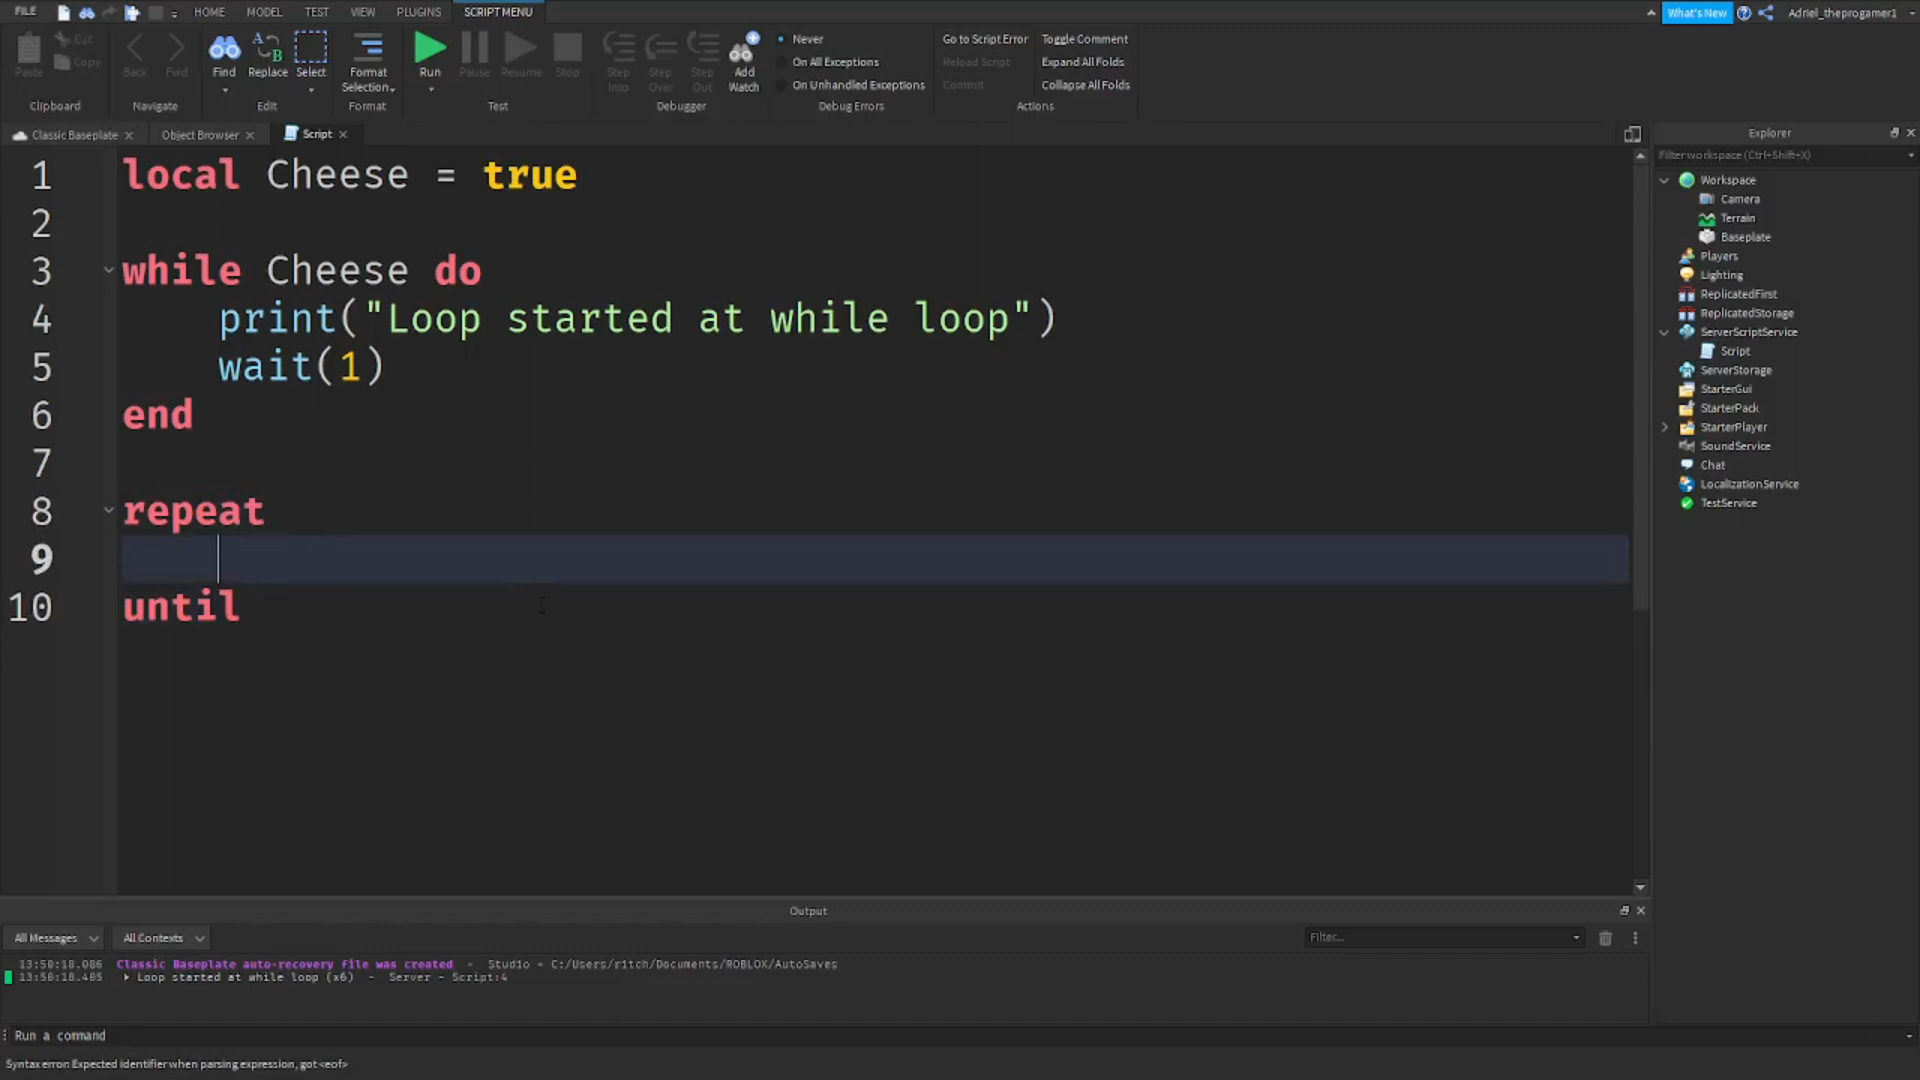 FILE HOME MODEL TEST VIEW PLUGINS SCRIPT MENU What's New Adriel_theprogamer1
Paste Cut Copy Back Fwd Find Replace Select Format Selection Run Pause Resume Stop Step Into Step Over Step Out Add Watch
Never Go to Script Error Toggle Comment
On All Exceptions Reload Script Expand All Folds
On Unhandled Exceptions Commit Collapse All Folds
Clipboard Navigate Edit Format Test Debugger Debug Errors Actions
Classic Baseplate Object Browser Script
Explorer
Filter workspace (Ctrl+Shift+X)
1 local Cheese = true
2
3 while Cheese do
4 print("Loop started at while loop")
5 wait(1)
6 end
7
8 repeat
9
10 until
Workspace
Camera
Terrain
Baseplate
Players
Lighting
ReplicatedFirst
ReplicatedStorage
ServerScriptService
Script
ServerStorage
StarterGui
StarterPack
StarterPlayer
SoundService
Chat
LocalizationService
TestService
Output
All Messages All Contexts Filter...
13:50:18.086 Classic Baseplate auto-recovery file was created - Studio - C:/Users/ritch/Documents/ROBLOX/AutoSaves
13:50:18.405 Loop started at while loop (x6) - Server - Script:4
Run a command
Syntax error: Expected identifier when parsing expression, got <eof>